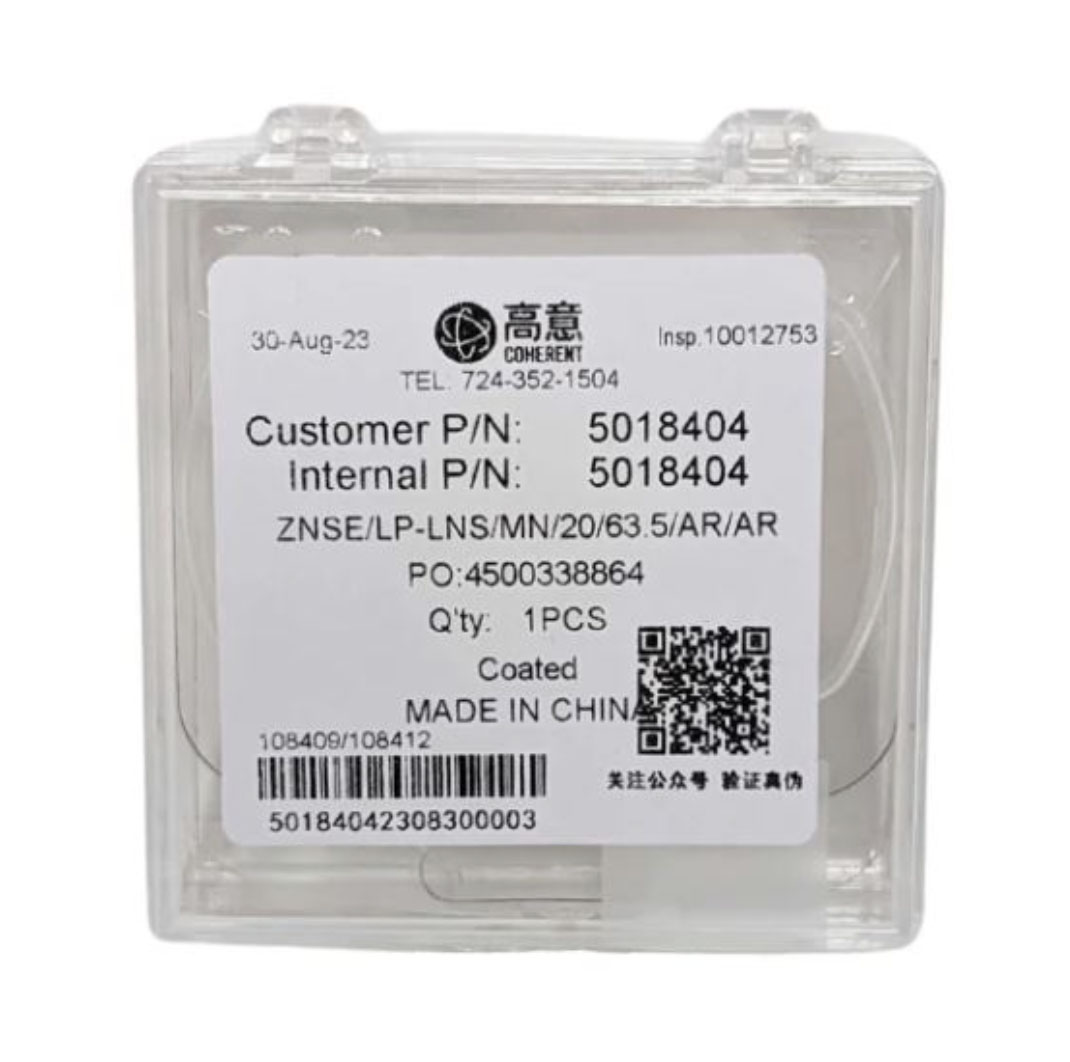 30-Aug-23
高意
COHERENT
Insp.10012753
TEL: 724-352-1504
Customer P/N: 5018404
Internal P/N: 5018404
ZNSE/LP-LNS/MN/20/63.5/AR/AR
PO:4500338864
Q'ty: 1PCS
Coated
MADE IN CHINA
108409/108412
50184042308300003
关注公众号 验证真伪